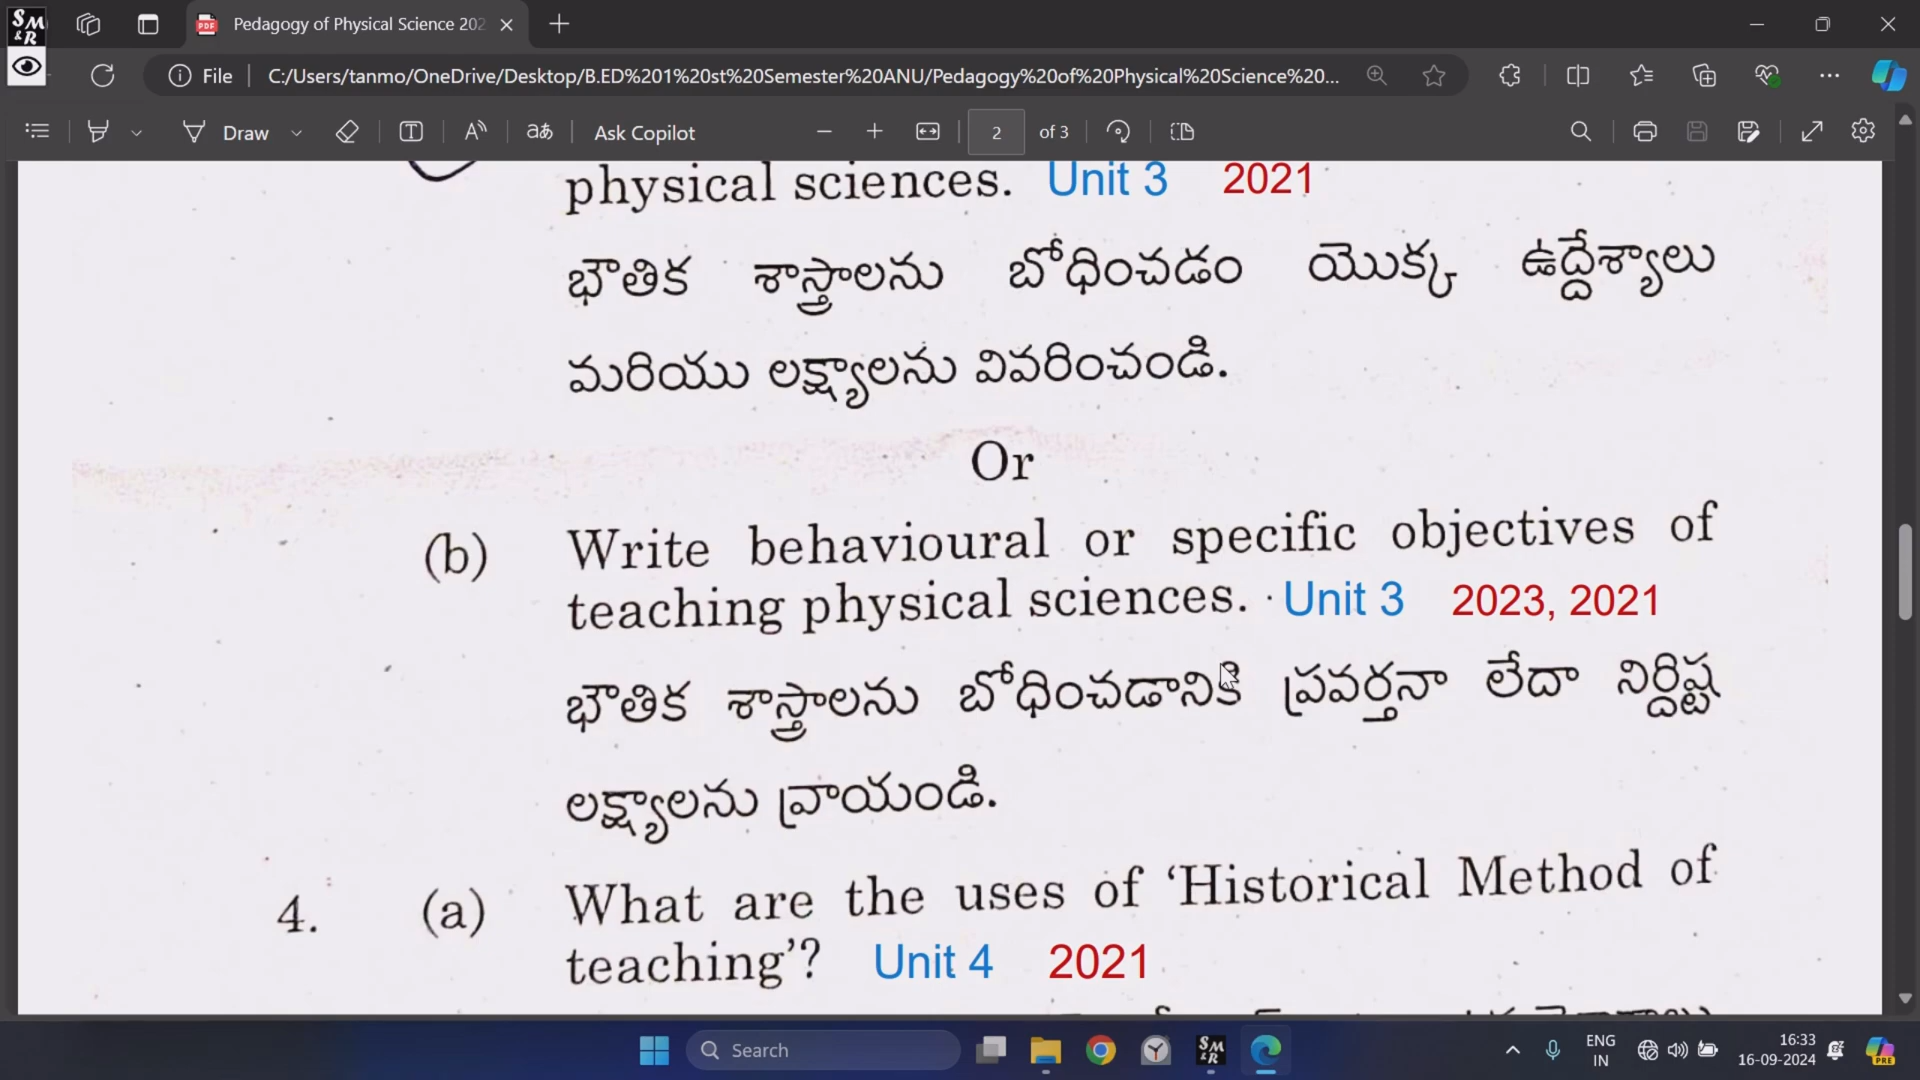 SM
&R
Pedagogy of Physical Science 202
File
C:/Users/tanmo/OneDrive/Desktop/B.ED%201%20st%20Semester%20ANU/Pedagogy%20of%20Physical%20Science%20...
Draw
Ask Copilot
2 of 3
physical sciences. Unit 3 2021
భౌతిక శాస్త్రాలను బోధించడం యొక్క ఉద్దేశ్యాలు
మరియు లక్ష్యాలను వివరించండి.
Or
(b) Write behavioural or specific objectives of
teaching physical sciences. Unit 3 2023, 2021
భౌతిక శాస్త్రాలను బోధించడానికి ప్రవర్తనా లేదా నిర్దిష్ట
లక్ష్యాలను వ్రాయండి.
4. (a) What are the uses of ‘Historical Method of
teaching’? Unit 4 2021
Search
SM
&R
ENG
IN
16:33
16-09-2024
PRE